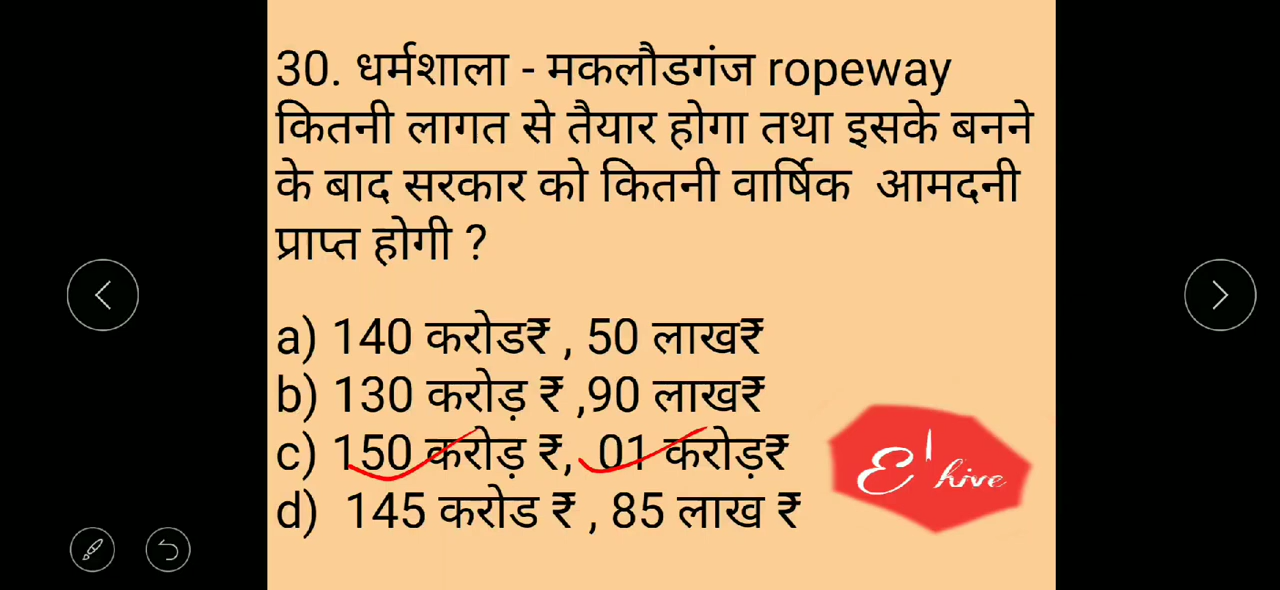 30. धर्मशाला - मकलौडगंज ropeway
कितनी लागत से तैयार होगा तथा इसके बनने
के बाद सरकार को कितनी वार्षिक आमदनी
प्राप्त होगी ?
a) 140 करोड₹ , 50 लाख₹
b) 130 करोड़ ₹ ,90 लाख₹
c) 150 करोड़ ₹, 01 करोड़₹
d) 145 करोड ₹ , 85 लाख ₹
E'hive